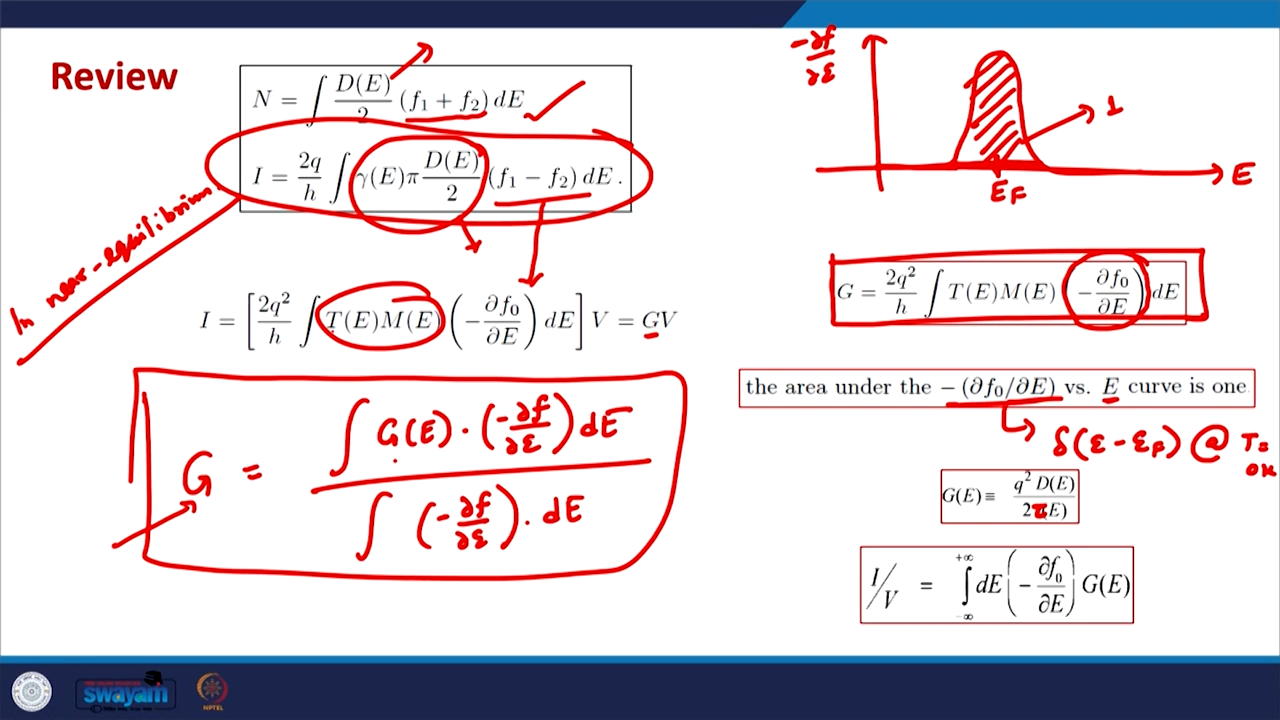 Review
N = ∫ D(E)/2 (f₁ + f₂) dE
I = 2q/h ∫ γ(E)π D(E)/2 (f₁ − f₂) dE .
In near-equilibrium
I = [ 2q²/h ∫ T(E)M(E) (−∂f₀/∂E) dE ] V = GV
G = ∫ G(E) · (−∂f/∂E) dE / ∫ (−∂f/∂E) · dE
−∂f/∂E
1
E
E_F
G = 2q²/h ∫ T(E)M(E) (−∂f₀/∂E) dE
the area under the − (∂f₀/∂E) vs. E curve is one
δ(E − E_F) @ T= 0K
G(E) ≡ q² D(E) / 2τ(E)
I/V = ∫_{−∞}^{+∞} dE (−∂f₀/∂E) G(E)
swayam
NPTEL